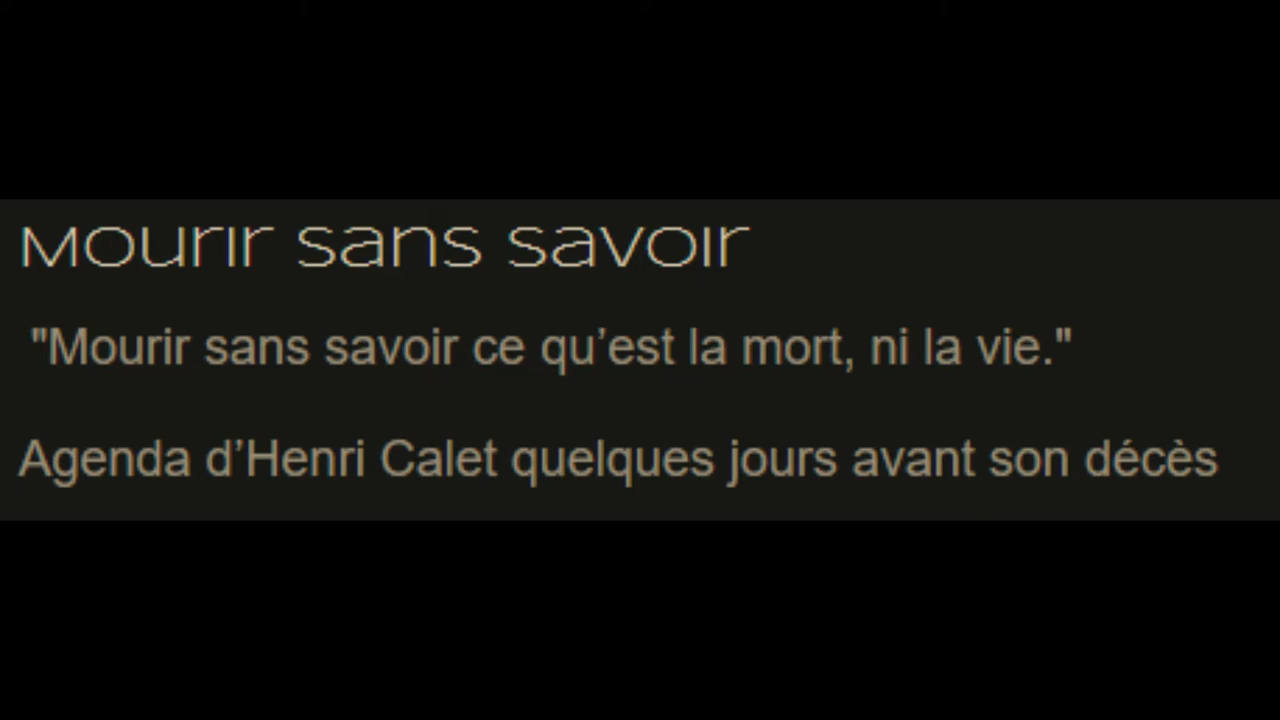 Mourir sans savoir
"Mourir sans savoir ce qu’est la mort, ni la vie."
Agenda d’Henri Calet quelques jours avant son décès